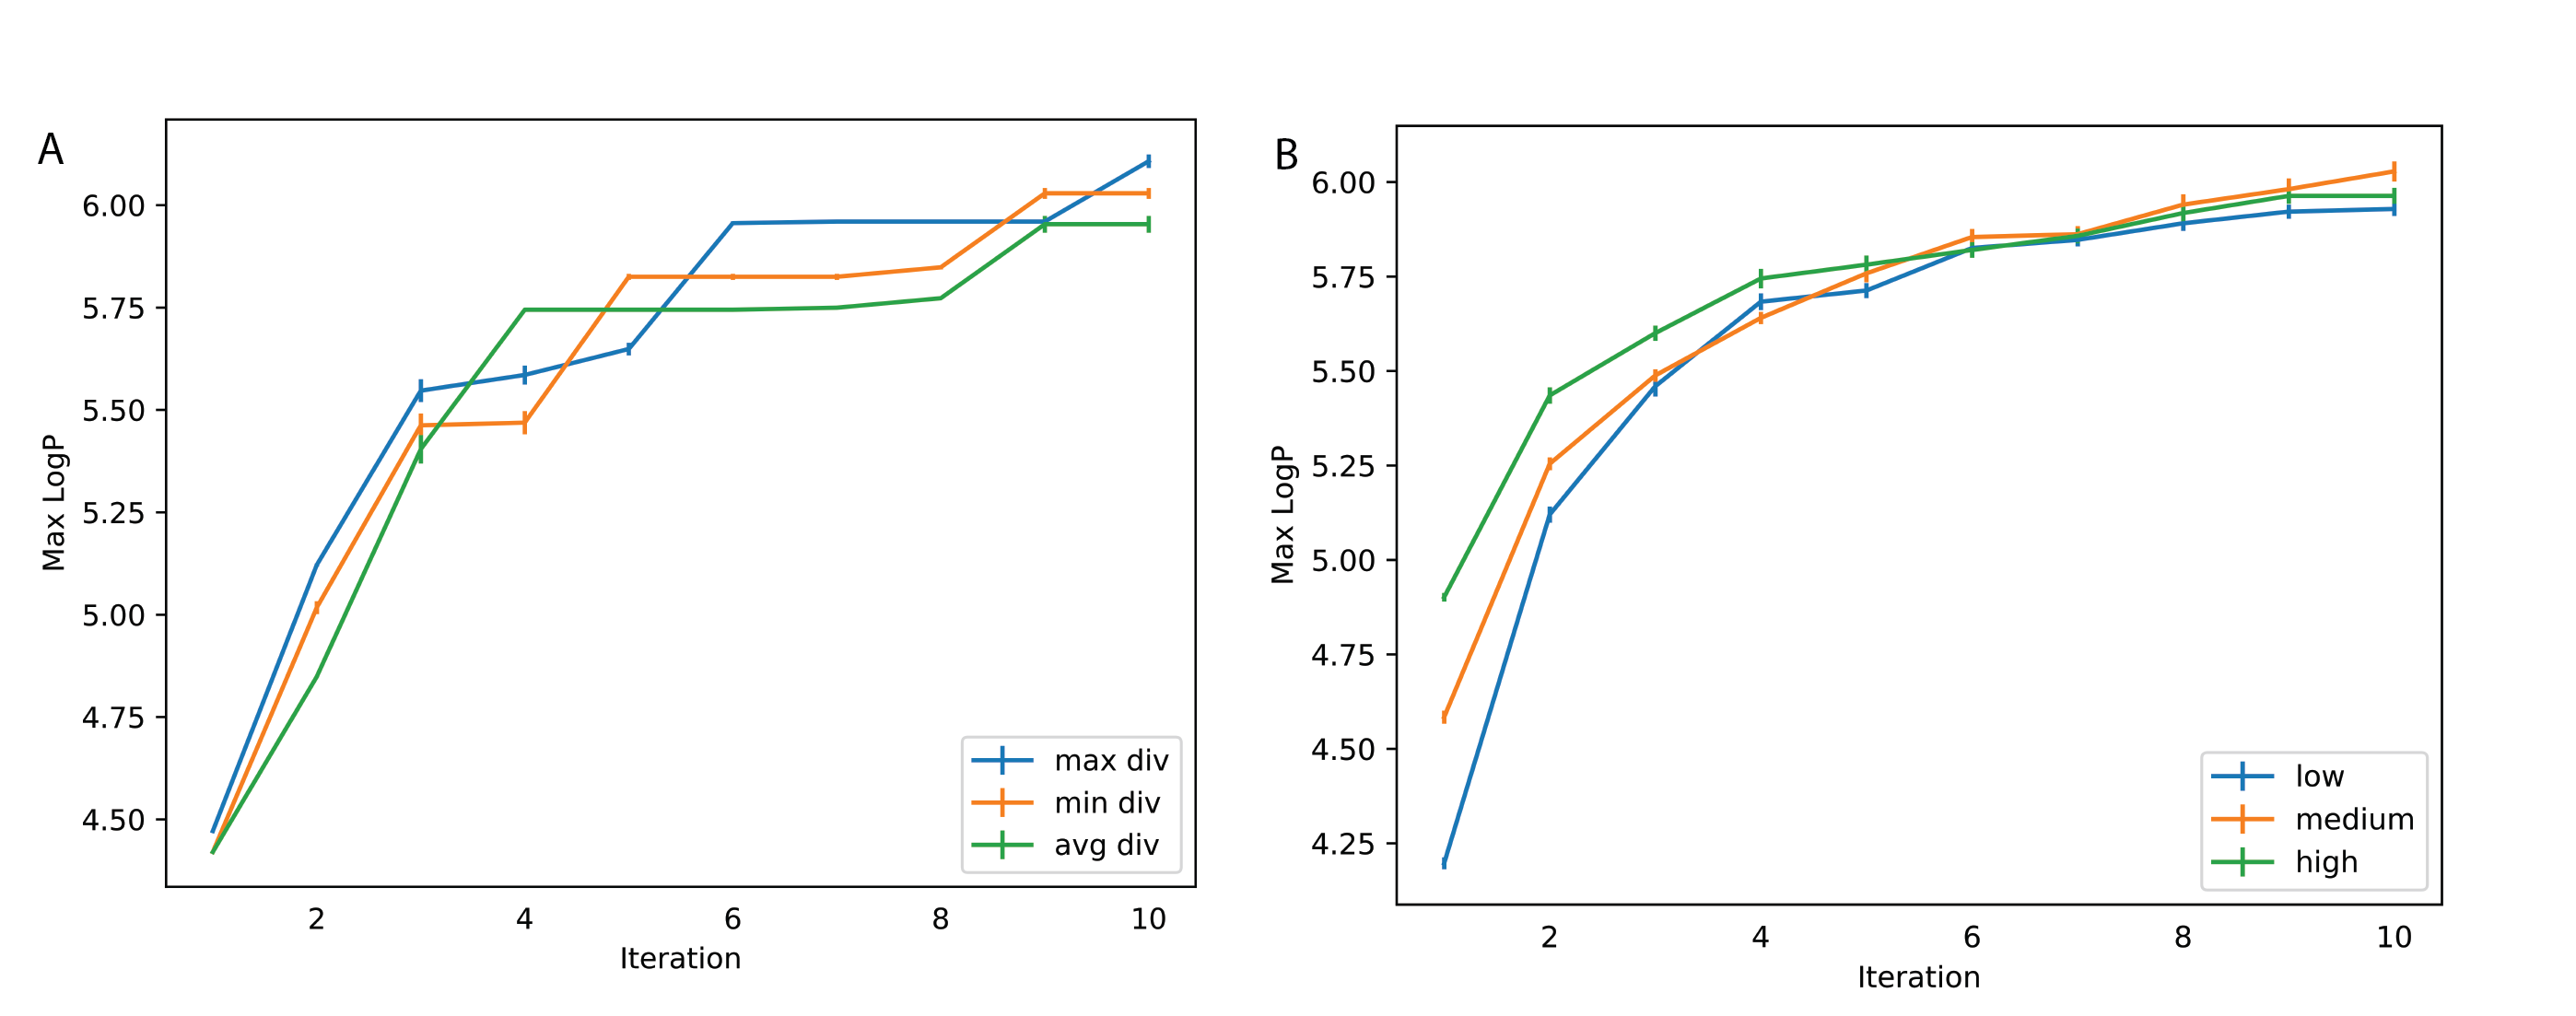 A
Max LogP
6.00
5.75
5.50
5.25
5.00
4.75
4.50
2 4 6 8 10
Iteration
max div
min div
avg div
B
Max LogP
6.00
5.75
5.50
5.25
5.00
4.75
4.50
4.25
2 4 6 8 10
Iteration
low
medium
high